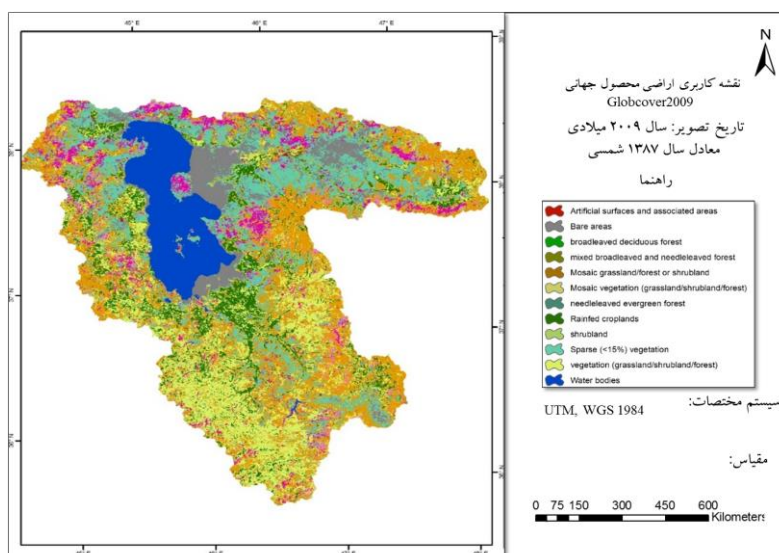 45° E 46° E 47° E
N
نقشه کاربری اراضی محصول جهانی
Globcover2009
تاریخ تصویر: سال ۲۰۰۹ میلادی
معادل سال ۱۳۸۷ شمسی
راهنما
Artificial surfaces and associated areas
Bare areas
broadleaved deciduous forest
mixed broadleaved and needleleaved forest
Mosaic grassland/forest or shrubland
Mosaic vegetation (grassland/shrubland/forest)
needleleaved evergreen forest
Rainfed croplands
shrubland
Sparse (<15%) vegetation
vegetation (grassland/shrubland/forest)
Water bodies
سیستم مختصات:
UTM, WGS 1984
مقیاس:
0 75 150 300 450 600
Kilometers